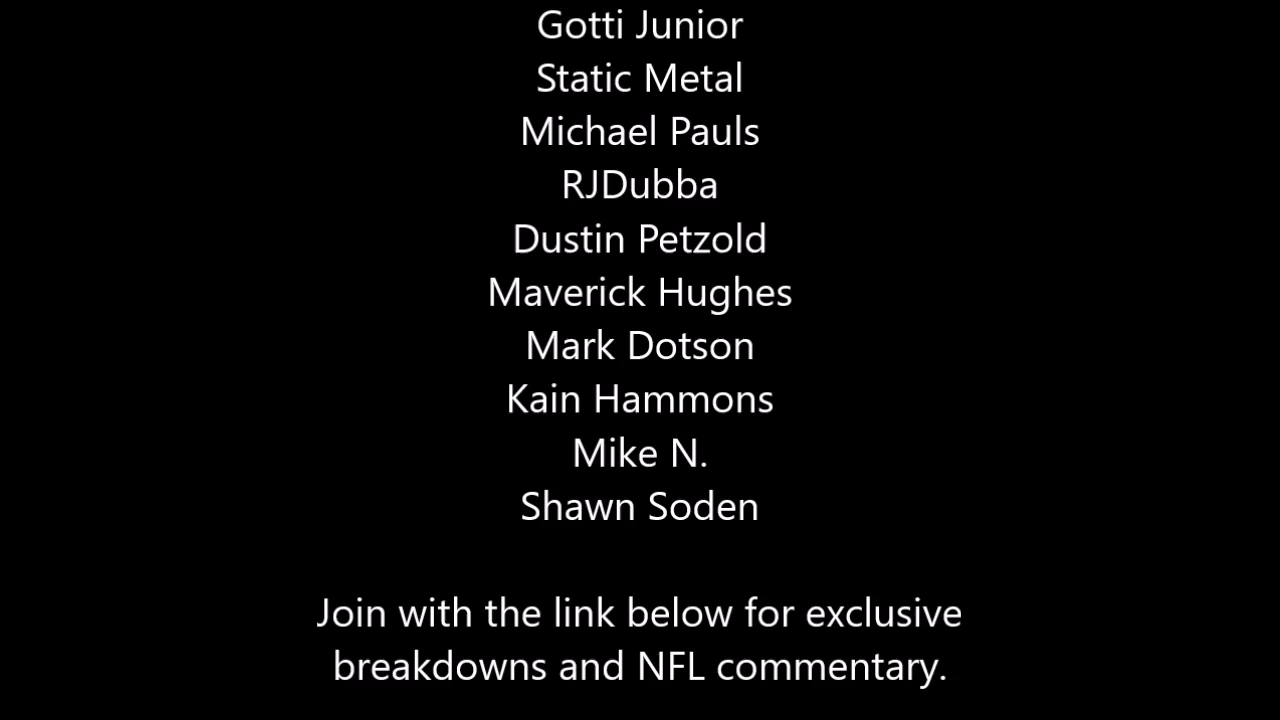 Gotti Junior
Static Metal
Michael Pauls
RJDubba
Dustin Petzold
Maverick Hughes
Mark Dotson
Kain Hammons
Mike N.
Shawn Soden
Join with the link below for exclusive
breakdowns and NFL commentary.